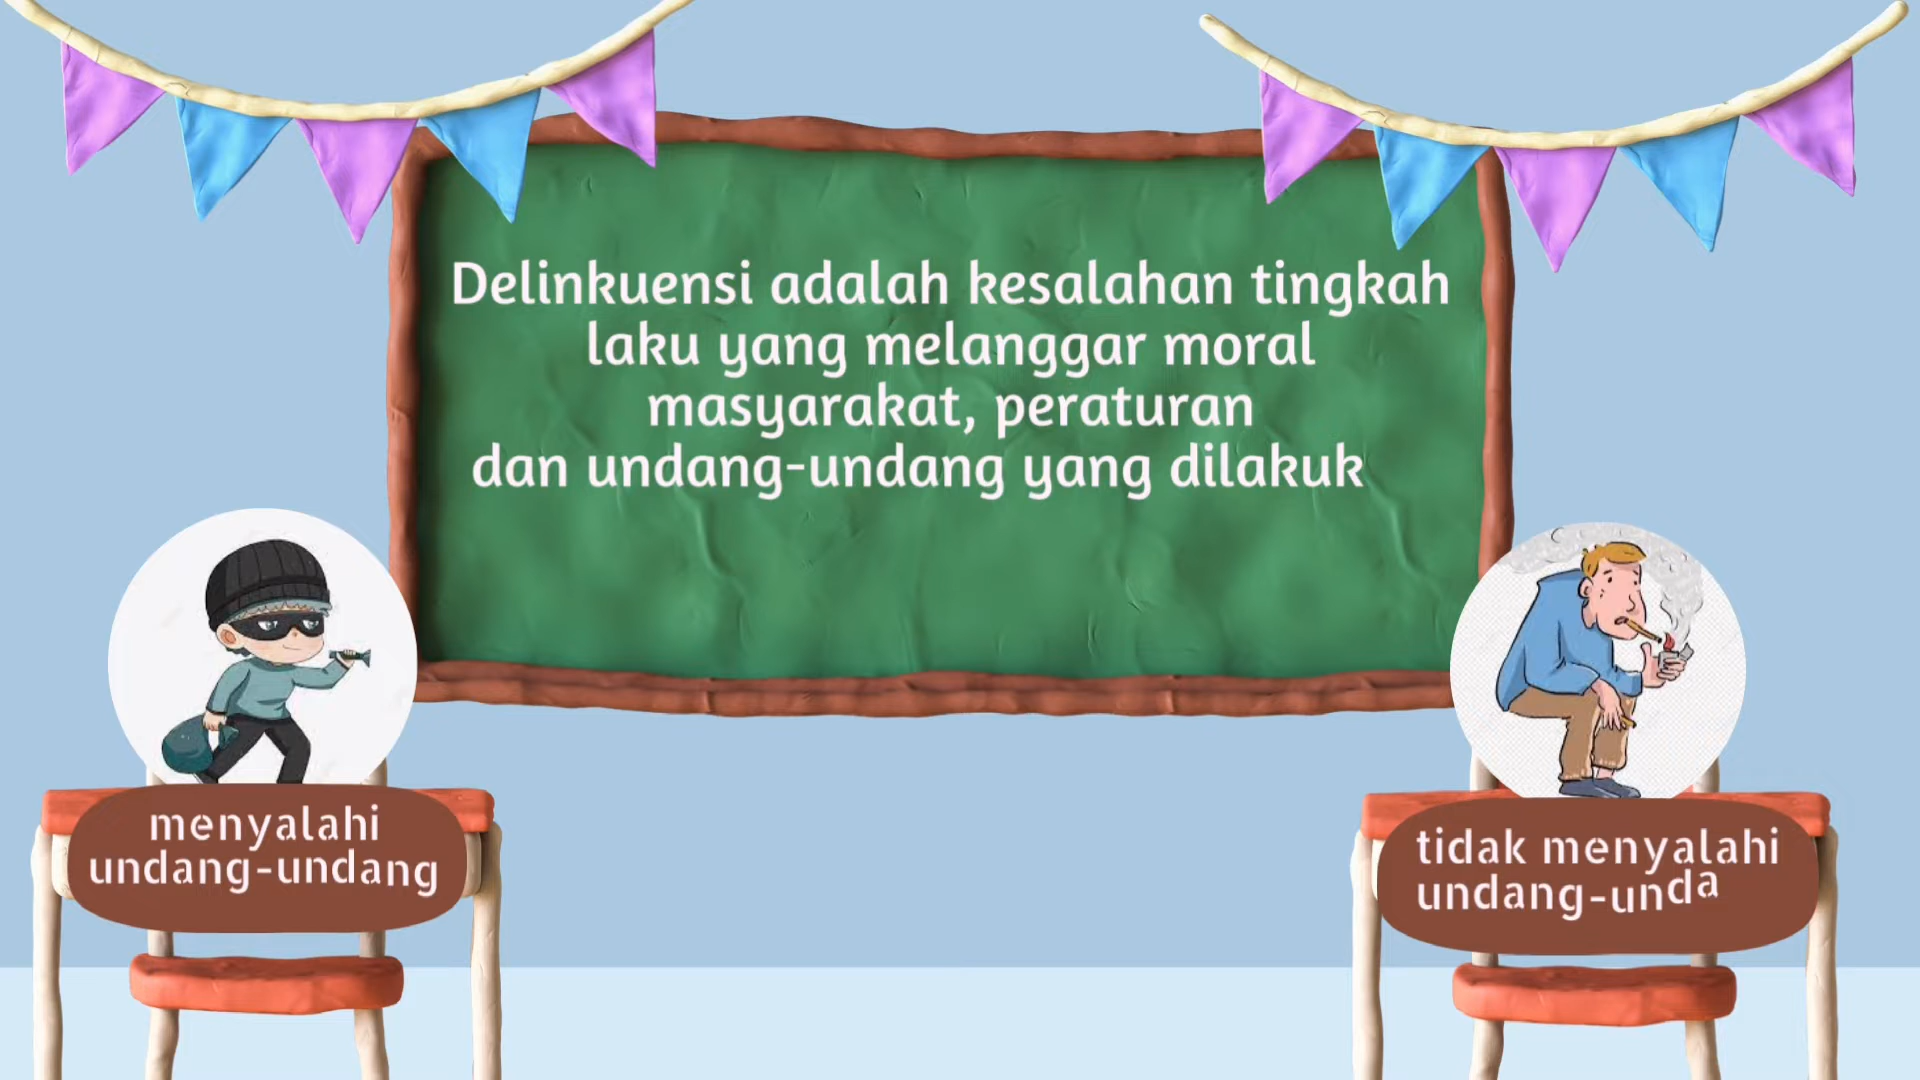 Delinkuensi adalah kesalahan tingkah
laku yang melanggar moral
masyarakat, peraturan
dan undang-undang yang dilakuk
menyalahi
undang-undang
tidak menyalahi
undang-unda